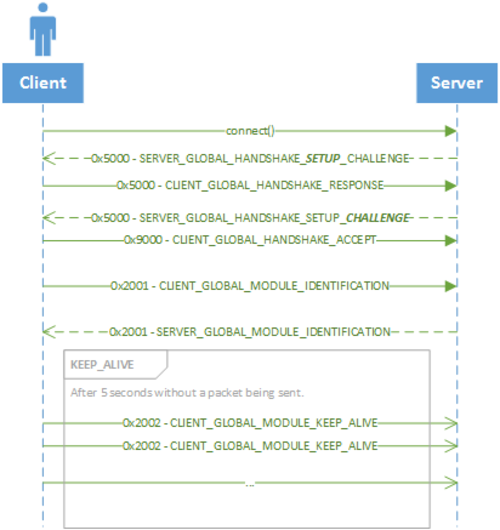 Client
Server
connect()
0x5000 - SERVER_GLOBAL_HANDSHAKE_SETUP_CHALLENGE
0x5000 - CLIENT_GLOBAL_HANDSHAKE_RESPONSE
0x5000 - SERVER_GLOBAL_HANDSHAKE_SETUP_CHALLENGE
0x9000 - CLIENT_GLOBAL_HANDSHAKE_ACCEPT
0x2001 - CLIENT_GLOBAL_MODULE_IDENTIFICATION
0x2001 - SERVER_GLOBAL_MODULE_IDENTIFICATION
KEEP_ALIVE
After 5 seconds without a packet being sent.
0x2002 - CLIENT_GLOBAL_MODULE_KEEP_ALIVE
0x2002 - CLIENT_GLOBAL_MODULE_KEEP_ALIVE
...